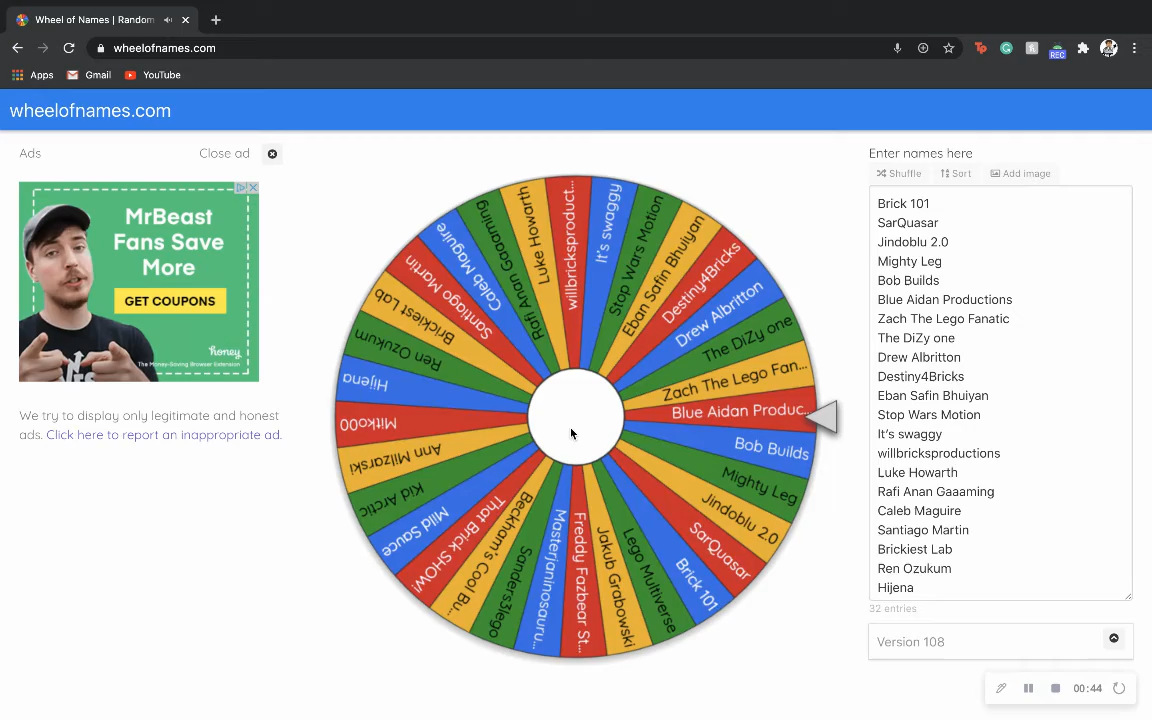 Wheel of Names | Random
wheelofnames.com
REC
Apps
Gmail
YouTube
wheelofnames.com
Ads
Close ad
MrBeast
Fans Save
More
GET COUPONS
honey
The Money-Saving Browser Extension
We try to display only legitimate and honest
ads. Click here to report an inappropriate ad.
willbricksproduct...
It's swaggy
Stop Wars Motion
Eban Safin Bhuiyan
Destiny4Bricks
Drew Albritton
The DiZy one
Zach The Lego Fan...
Blue Aidan Produc...
Bob Builds
Mighty Leg
Jindoblu 2.0
SarQuasar
Brick 101
Lego Multiverse
Jakub Grabowski
Freddy Fazbear St...
Masterjaninosauru...
Sanders3lego
Beckham's Cool Bu...
That Brick SHOW!
Mild Sauce
Kid Arctic
Ann Milzarski
Mitko00
Hijena
Ren Ozukum
Brickiest Lab
Santiago Martin
Caleb Maguire
Rafi Anan Gaaaming
Luke Howarth
Enter names here
Shuffle
Sort
Add image
Brick 101
SarQuasar
Jindoblu 2.0
Mighty Leg
Bob Builds
Blue Aidan Productions
Zach The Lego Fanatic
The DiZy one
Drew Albritton
Destiny4Bricks
Eban Safin Bhuiyan
Stop Wars Motion
It's swaggy
willbricksproductions
Luke Howarth
Rafi Anan Gaaaming
Caleb Maguire
Santiago Martin
Brickiest Lab
Ren Ozukum
Hijena
32 entries
Version 108
00:44